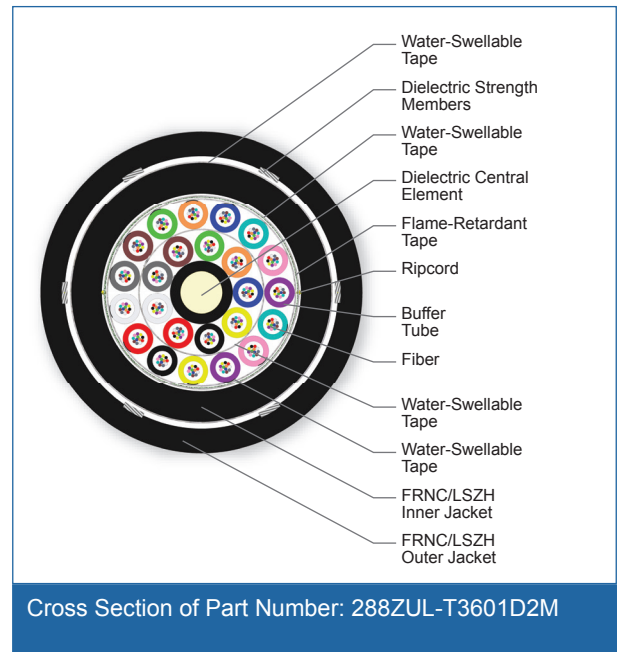 Water-Swellable
Tape
Dielectric Strength
Members
Water-Swellable
Tape
Dielectric Central
Element
Flame-Retardant
Tape
Ripcord
Buffer
Tube
Fiber
Water-Swellable
Tape
Water-Swellable
Tape
FRNC/LSZH
Inner Jacket
FRNC/LSZH
Outer Jacket
Cross Section of Part Number: 288ZUL-T3601D2M